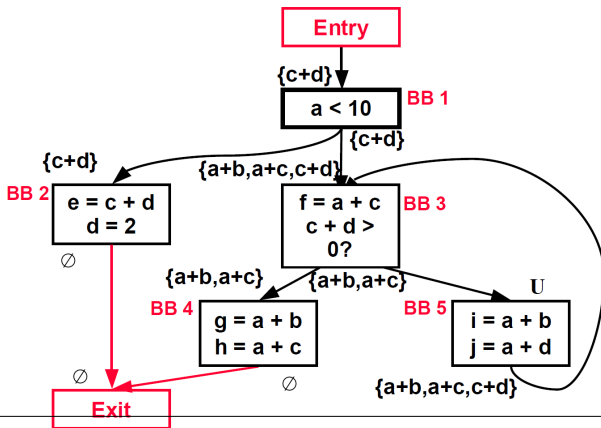 Entry
{c+d}
a < 10
BB 1
{c+d}
{c+d}
{a+b,a+c,c+d}
BB 2
e = c + d
d = 2
f = a + c
c + d >
0?
BB 3
∅
{a+b,a+c}
{a+b,a+c}
U
BB 4
g = a + b
h = a + c
BB 5
i = a + b
j = a + d
∅
∅
{a+b,a+c,c+d}
Exit